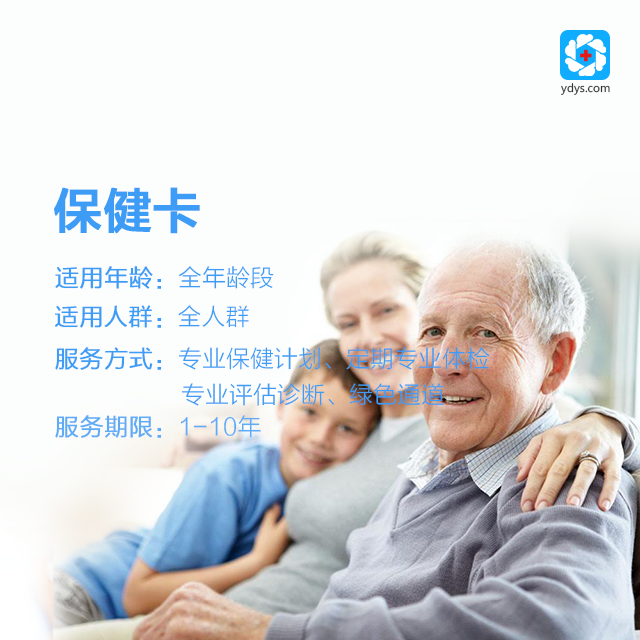 ydys.com
保健卡
适用年龄：全年龄段
适用人群：全人群
服务方式：专业保健计划、定期专业体检
专业评估诊断、绿色通道
服务期限：1-10年